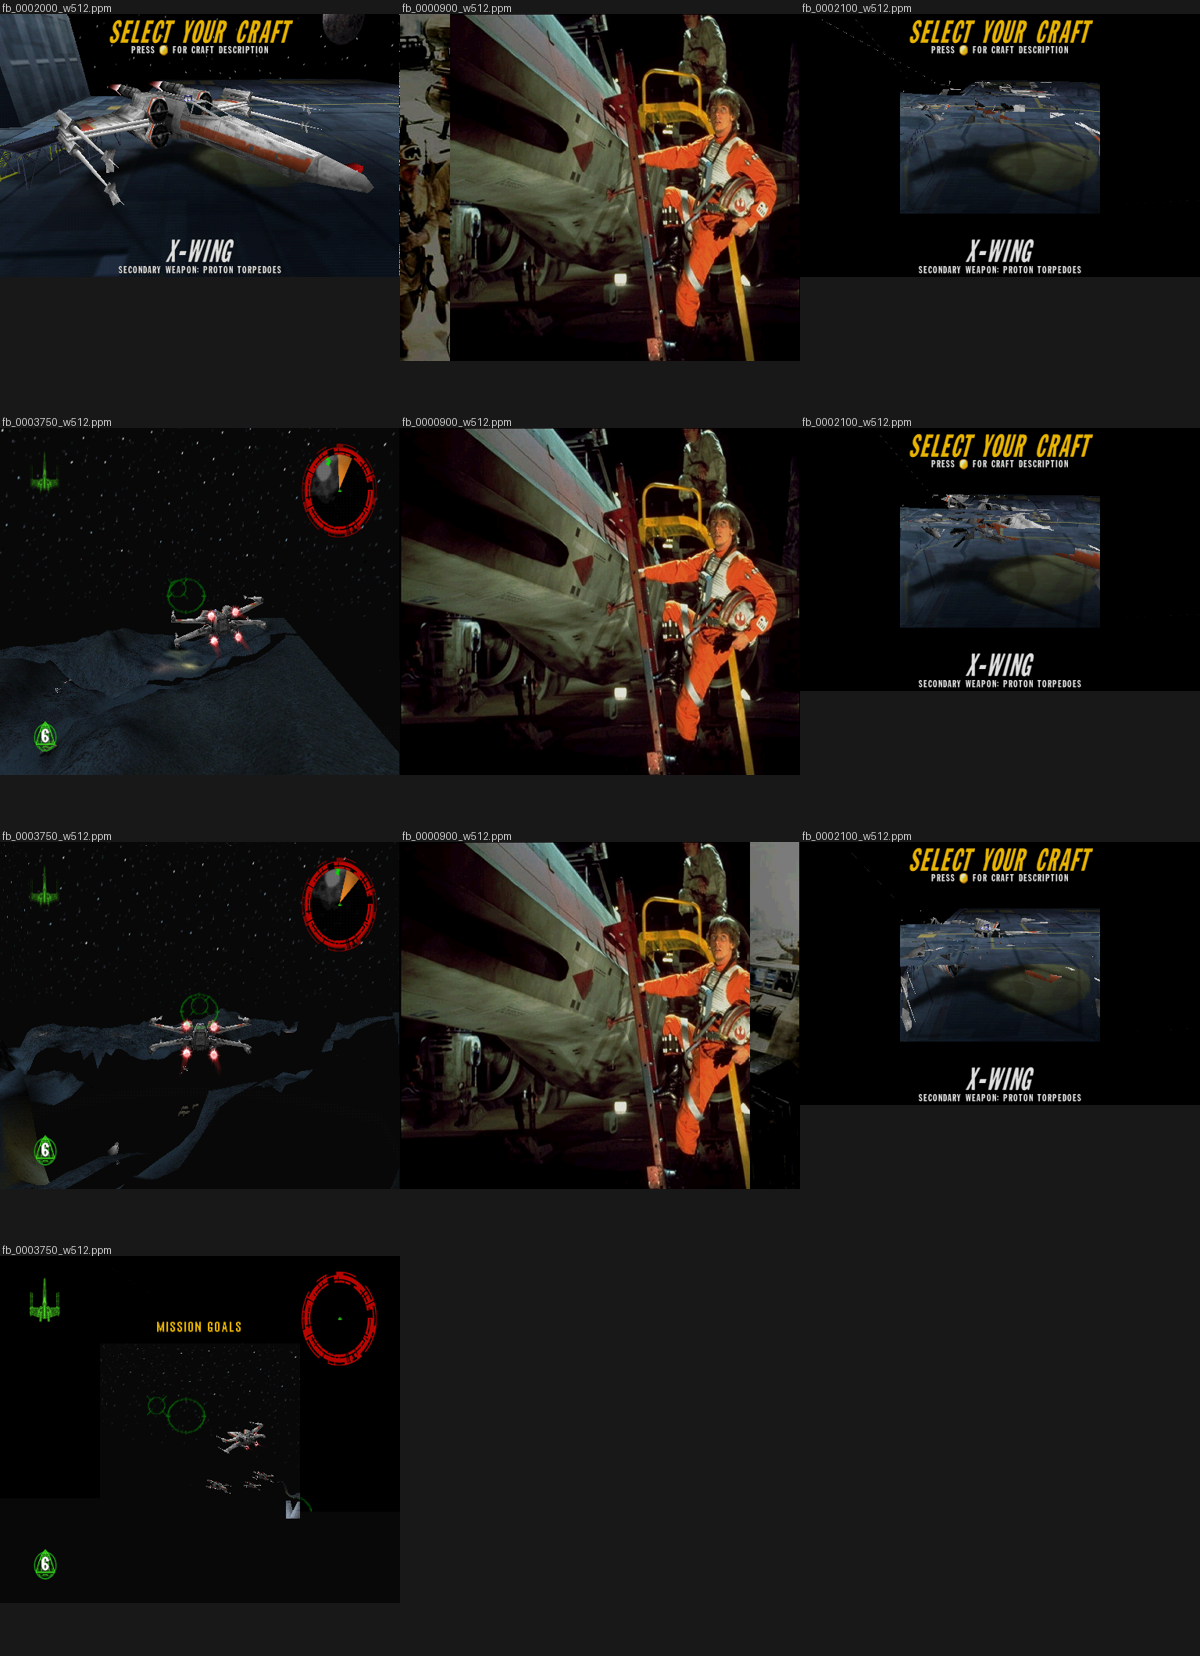 fb_0002000_w512.ppm
fb_0000900_w512.ppm
fb_0002100_w512.ppm
SELECT YOUR CRAFT
PRESS FOR CRAFT DESCRIPTION
X-WING
SECONDARY WEAPON: PROTON TORPEDOES
SELECT YOUR CRAFT
PRESS FOR CRAFT DESCRIPTION
X-WING
SECONDARY WEAPON: PROTON TORPEDOES
fb_0003750_w512.ppm
fb_0000900_w512.ppm
fb_0002100_w512.ppm
6
SELECT YOUR CRAFT
PRESS FOR CRAFT DESCRIPTION
X-WING
SECONDARY WEAPON: PROTON TORPEDOES
fb_0003750_w512.ppm
fb_0000900_w512.ppm
fb_0002100_w512.ppm
6
SELECT YOUR CRAFT
PRESS FOR CRAFT DESCRIPTION
X-WING
SECONDARY WEAPON: PROTON TORPEDOES
fb_0003750_w512.ppm
MISSION GOALS
6